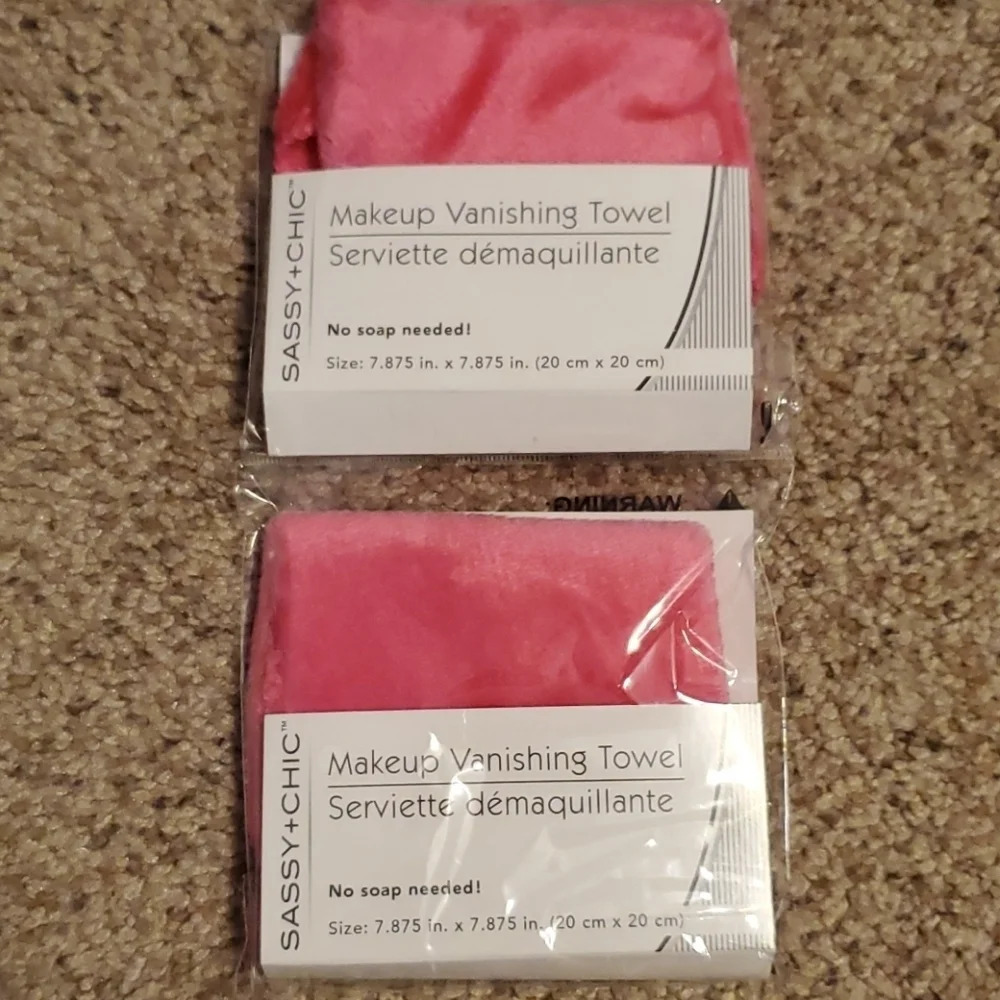 SASSY+CHIC™
Makeup Vanishing Towel
Serviette démaquillante
No soap needed!
Size: 7.875 in. x 7.875 in. (20 cm x 20 cm)
WARNING:
SASSY+CHIC™
Makeup Vanishing Towel
Serviette démaquillante
No soap needed!
Size: 7.875 in. x 7.875 in. (20 cm x 20 cm)